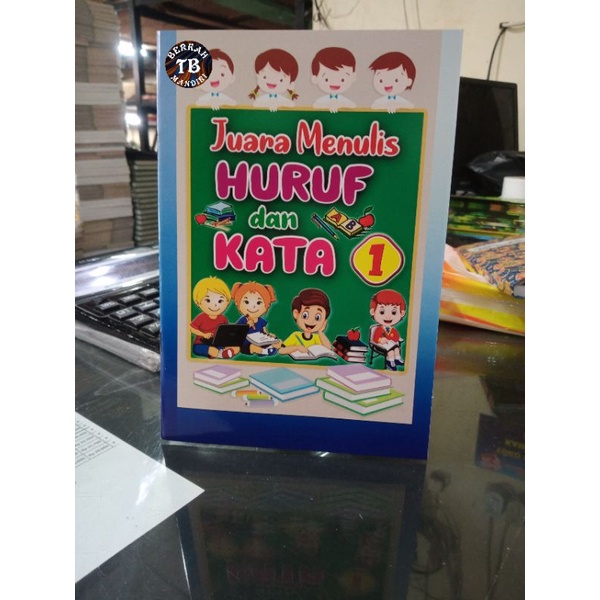 BERKAH
TB
MANDIRI
Juara Menulis
HURUF
dan
A B
KATA 1